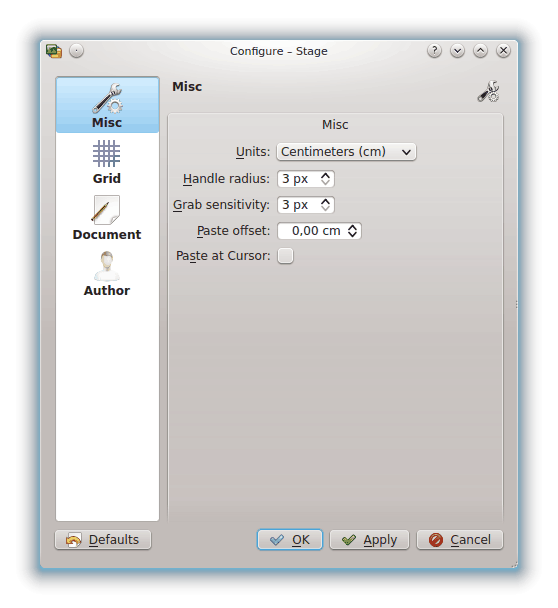 Configure – Stage
Misc
Grid
Document
Author
Misc
Misc
Units: Centimeters (cm)
Handle radius: 3 px
Grab sensitivity: 3 px
Paste offset: 0,00 cm
Paste at Cursor:
Defaults OK Apply Cancel